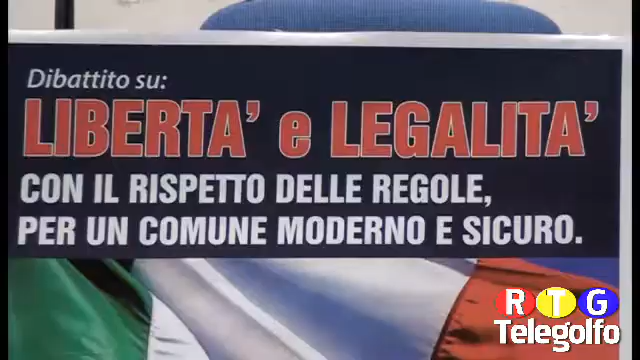 Dibattito su:
LIBERTA' e LEGALITA'
CON IL RISPETTO DELLE REGOLE,
PER UN COMUNE MODERNO E SICURO.
RTG
Telegolfo